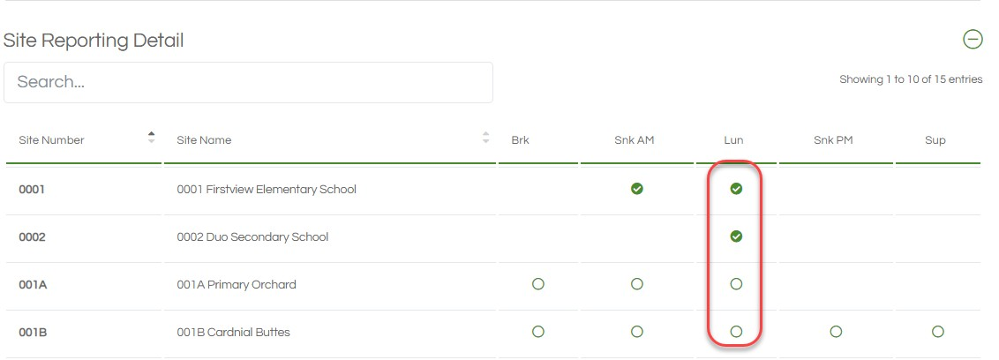 Site Reporting Detail
Search...
Showing 1 to 10 of 15 entries
Site Number Site Name Brk Snk AM Lun Snk PM Sup
0001 0001 Firstview Elementary School
0002 0002 Duo Secondary School
001A 001A Primary Orchard
001B 001B Cardnial Buttes